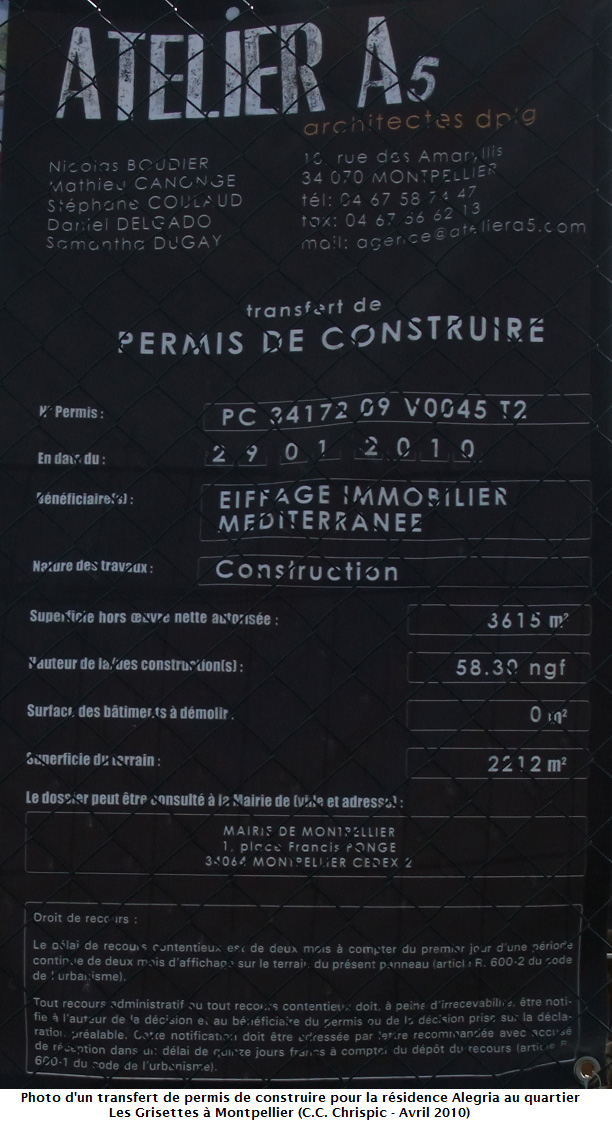 ATELIER A5
architectes dplg
Nicolas BOUDIER
Mathieu CANONGE
Stéphane COULAUD
Daniel DELGADO
Samantha DUGAY
rue des Amaryllis
34 070 MONTPELLIER
tél: 04 67 58 74 47
fax: 04 67 56 62 13
mail: agence@ateliera5.com
transfert de
PERMIS DE CONSTRUIRE
N° Permis : PC 34172 09 V0045 T2
En date du : 29 01 2010
Bénéficiaire(s) : EIFFAGE IMMOBILIER
MEDITERRANEE
Nature des travaux : Construction
Superficie hors œuvre nette autorisée : 3615 m²
Hauteur de la/des construction(s) : 58.30 ngf
Surface des bâtiments à démolir : 0 m²
Superficie du terrain : 2212 m²
Le dossier peut être consulté à la Mairie de (ville et adresse) :
MAIRIE DE MONTPELLIER
1, place Francis PONGE
34064 MONTPELLIER CEDEX 2
Droit de recours :
Le délai de recours contentieux est de deux mois à compter du premier jour d'une période
continue de deux mois d'affichage sur le terrain du présent panneau (article R. 600-2 du code
de l'urbanisme).
Tout recours administratif ou tout recours contentieux doit, à peine d'irrecevabilité, être noti-
fié à l'auteur de la décision et au bénéficiaire du permis ou de la décision prise sur la décla-
ration préalable. Cette notification doit être adressée par lettre recommandée avec accusé
de réception dans un délai de quinze jours francs à compter du dépôt du recours (article R.
600-1 du code de l'urbanisme).
Photo d'un transfert de permis de construire pour la résidence Alegria au quartier
Les Grisettes à Montpellier (C.C. Chrispic - Avril 2010)